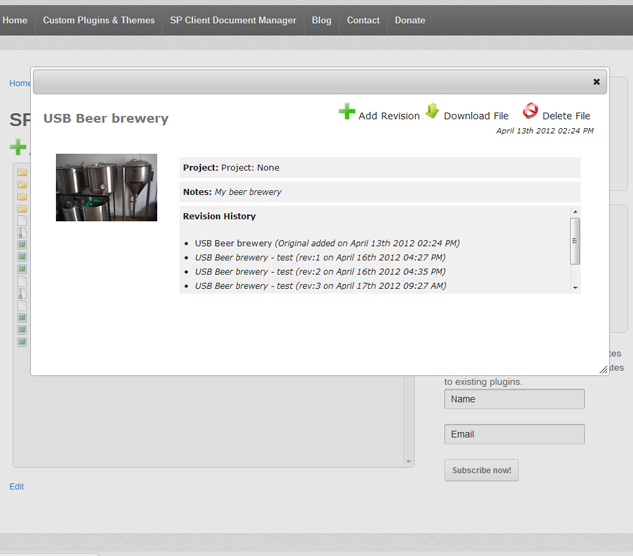 Home Custom Plugins & Themes SP Client Document Manager Blog Contact Donate
Home
SP
USB Beer brewery
Add Revision Download File Delete File
April 13th 2012 02:24 PM
Project: Project: None
Notes: My beer brewery
Revision History
USB Beer brewery (Original added on April 13th 2012 02:24 PM)
USB Beer brewery - test (rev:1 on April 16th 2012 04:27 PM)
USB Beer brewery - test (rev:2 on April 16th 2012 04:35 PM)
USB Beer brewery - test (rev:3 on April 17th 2012 09:27 AM)
to existing plugins.
Name
Email
Subscribe now!
Edit